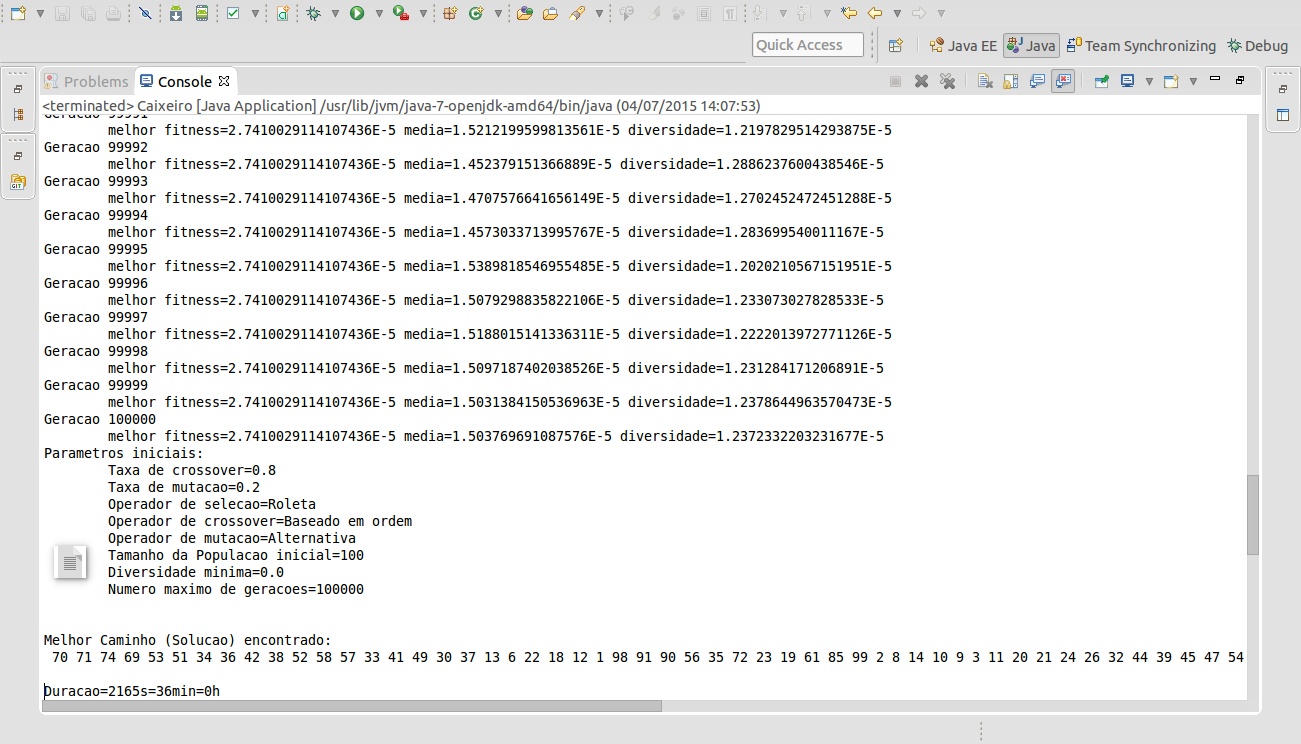 Quick Access
Java EE
Java
Team Synchronizing
Debug
Problems
Console
<terminated> Caixeiro [Java Application] /usr/lib/jvm/java-7-openjdk-amd64/bin/java (04/07/2015 14:07:53)
Geracao 99991
melhor fitness=2.7410029114107436E-5 media=1.5212199599813561E-5 diversidade=1.2197829514293875E-5
Geracao 99992
melhor fitness=2.7410029114107436E-5 media=1.452379151366889E-5 diversidade=1.2886237600438546E-5
Geracao 99993
melhor fitness=2.7410029114107436E-5 media=1.4707576641656149E-5 diversidade=1.2702452472451288E-5
Geracao 99994
melhor fitness=2.7410029114107436E-5 media=1.4573033713995767E-5 diversidade=1.283699540011167E-5
Geracao 99995
melhor fitness=2.7410029114107436E-5 media=1.5389818546955485E-5 diversidade=1.2020210567151951E-5
Geracao 99996
melhor fitness=2.7410029114107436E-5 media=1.5079298835822106E-5 diversidade=1.233073027828533E-5
Geracao 99997
melhor fitness=2.7410029114107436E-5 media=1.5188015141336311E-5 diversidade=1.2222013972771126E-5
Geracao 99998
melhor fitness=2.7410029114107436E-5 media=1.5097187402038526E-5 diversidade=1.231284171206891E-5
Geracao 99999
melhor fitness=2.7410029114107436E-5 media=1.5031384150536963E-5 diversidade=1.2378644963570473E-5
Geracao 100000
melhor fitness=2.7410029114107436E-5 media=1.503769691087576E-5 diversidade=1.2372332203231677E-5
Parametros iniciais:
Taxa de crossover=0.8
Taxa de mutacao=0.2
Operador de selecao=Roleta
Operador de crossover=Baseado em ordem
Operador de mutacao=Alternativa
Tamanho da Populacao inicial=100
Diversidade minima=0.0
Numero maximo de geracoes=100000
Melhor Caminho (Solucao) encontrado:
70 71 74 69 53 51 34 36 42 38 52 58 57 33 41 49 30 37 13 6 22 18 12 1 98 91 90 56 35 72 23 19 61 85 99 2 8 14 10 9 3 11 20 21 24 26 32 44 39 45 47 54
Duracao=2165s=36min=0h